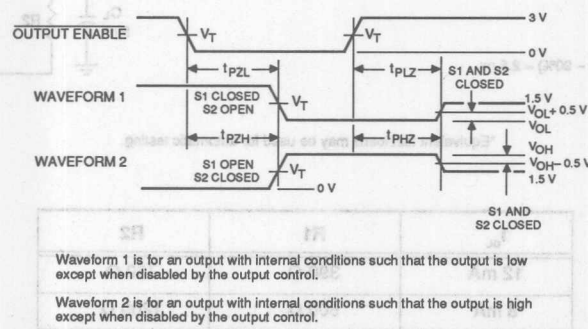 3 V
OUTPUT ENABLE
VT
VT
0 V
tPZL
tPLZ
S1 AND S2
CLOSED
WAVEFORM 1
S1 CLOSED
S2 OPEN
VT
1.5 V
VOL+ 0.5 V
VOL
tPZH
tPHZ
VOH
WAVEFORM 2
S1 OPEN
S2 CLOSED
VT
VOH– 0.5 V
1.5 V
0 V
S1 AND
S2 CLOSED
Waveform 1 is for an output with internal conditions such that the output is low
except when disabled by the output control.
Waveform 2 is for an output with internal conditions such that the output is high
except when disabled by the output control.